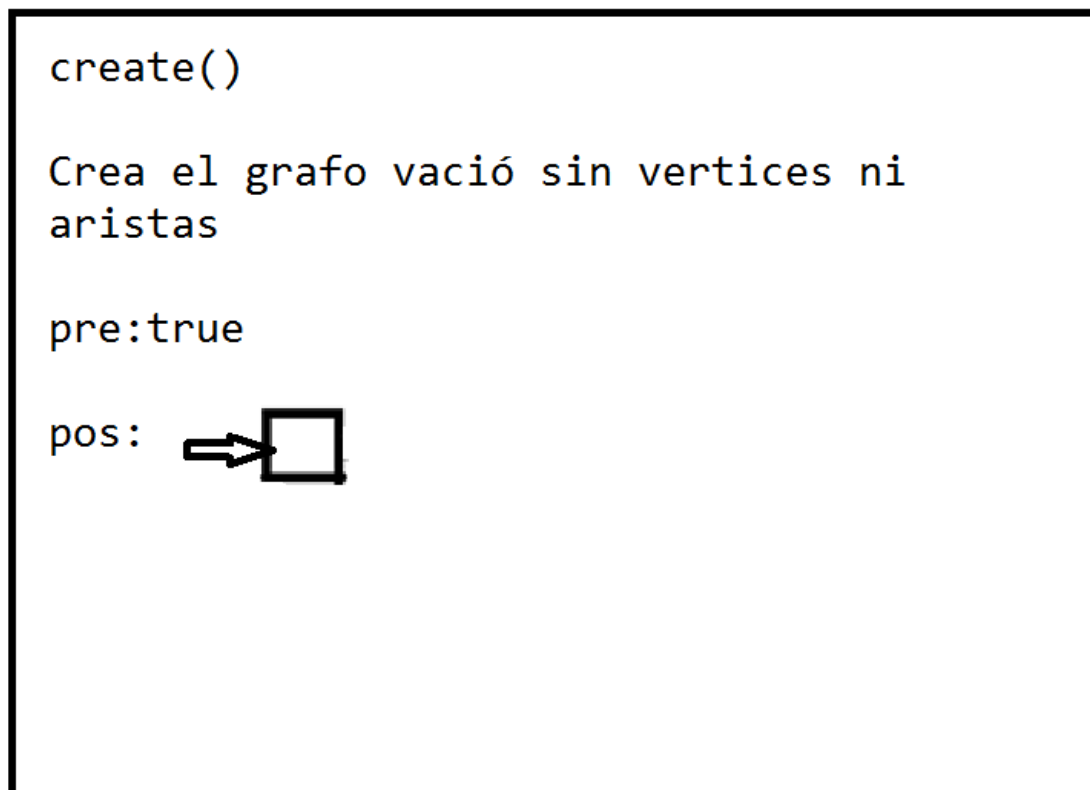 create()
Crea el grafo vació sin vertices ni
aristas
pre:true
pos: